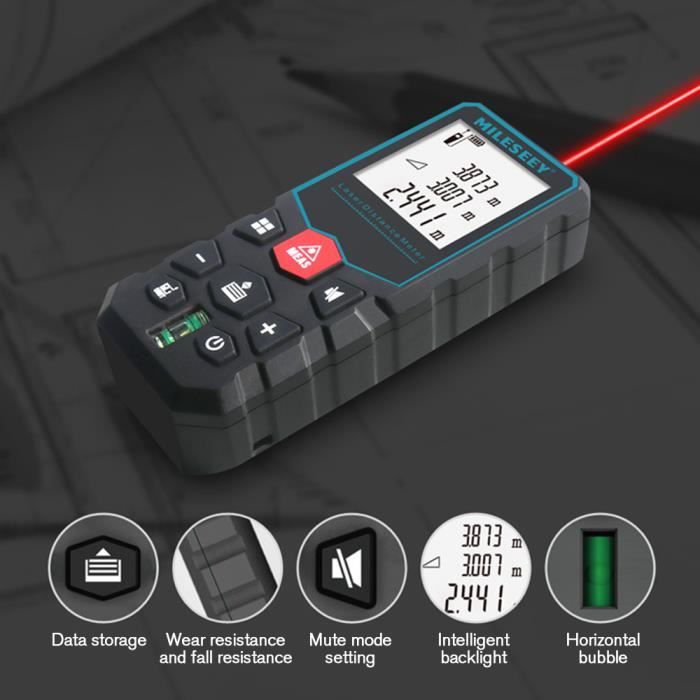 MILESEEY®
3.873 m
3.007 m
2.441 m
Laser Distance Meter
MEAS
3.873 m
3.007 m
2.441 m
Data storage
Wear resistance
and fall resistance
Mute mode
setting
Intelligent
backlight
Horizontal
bubble